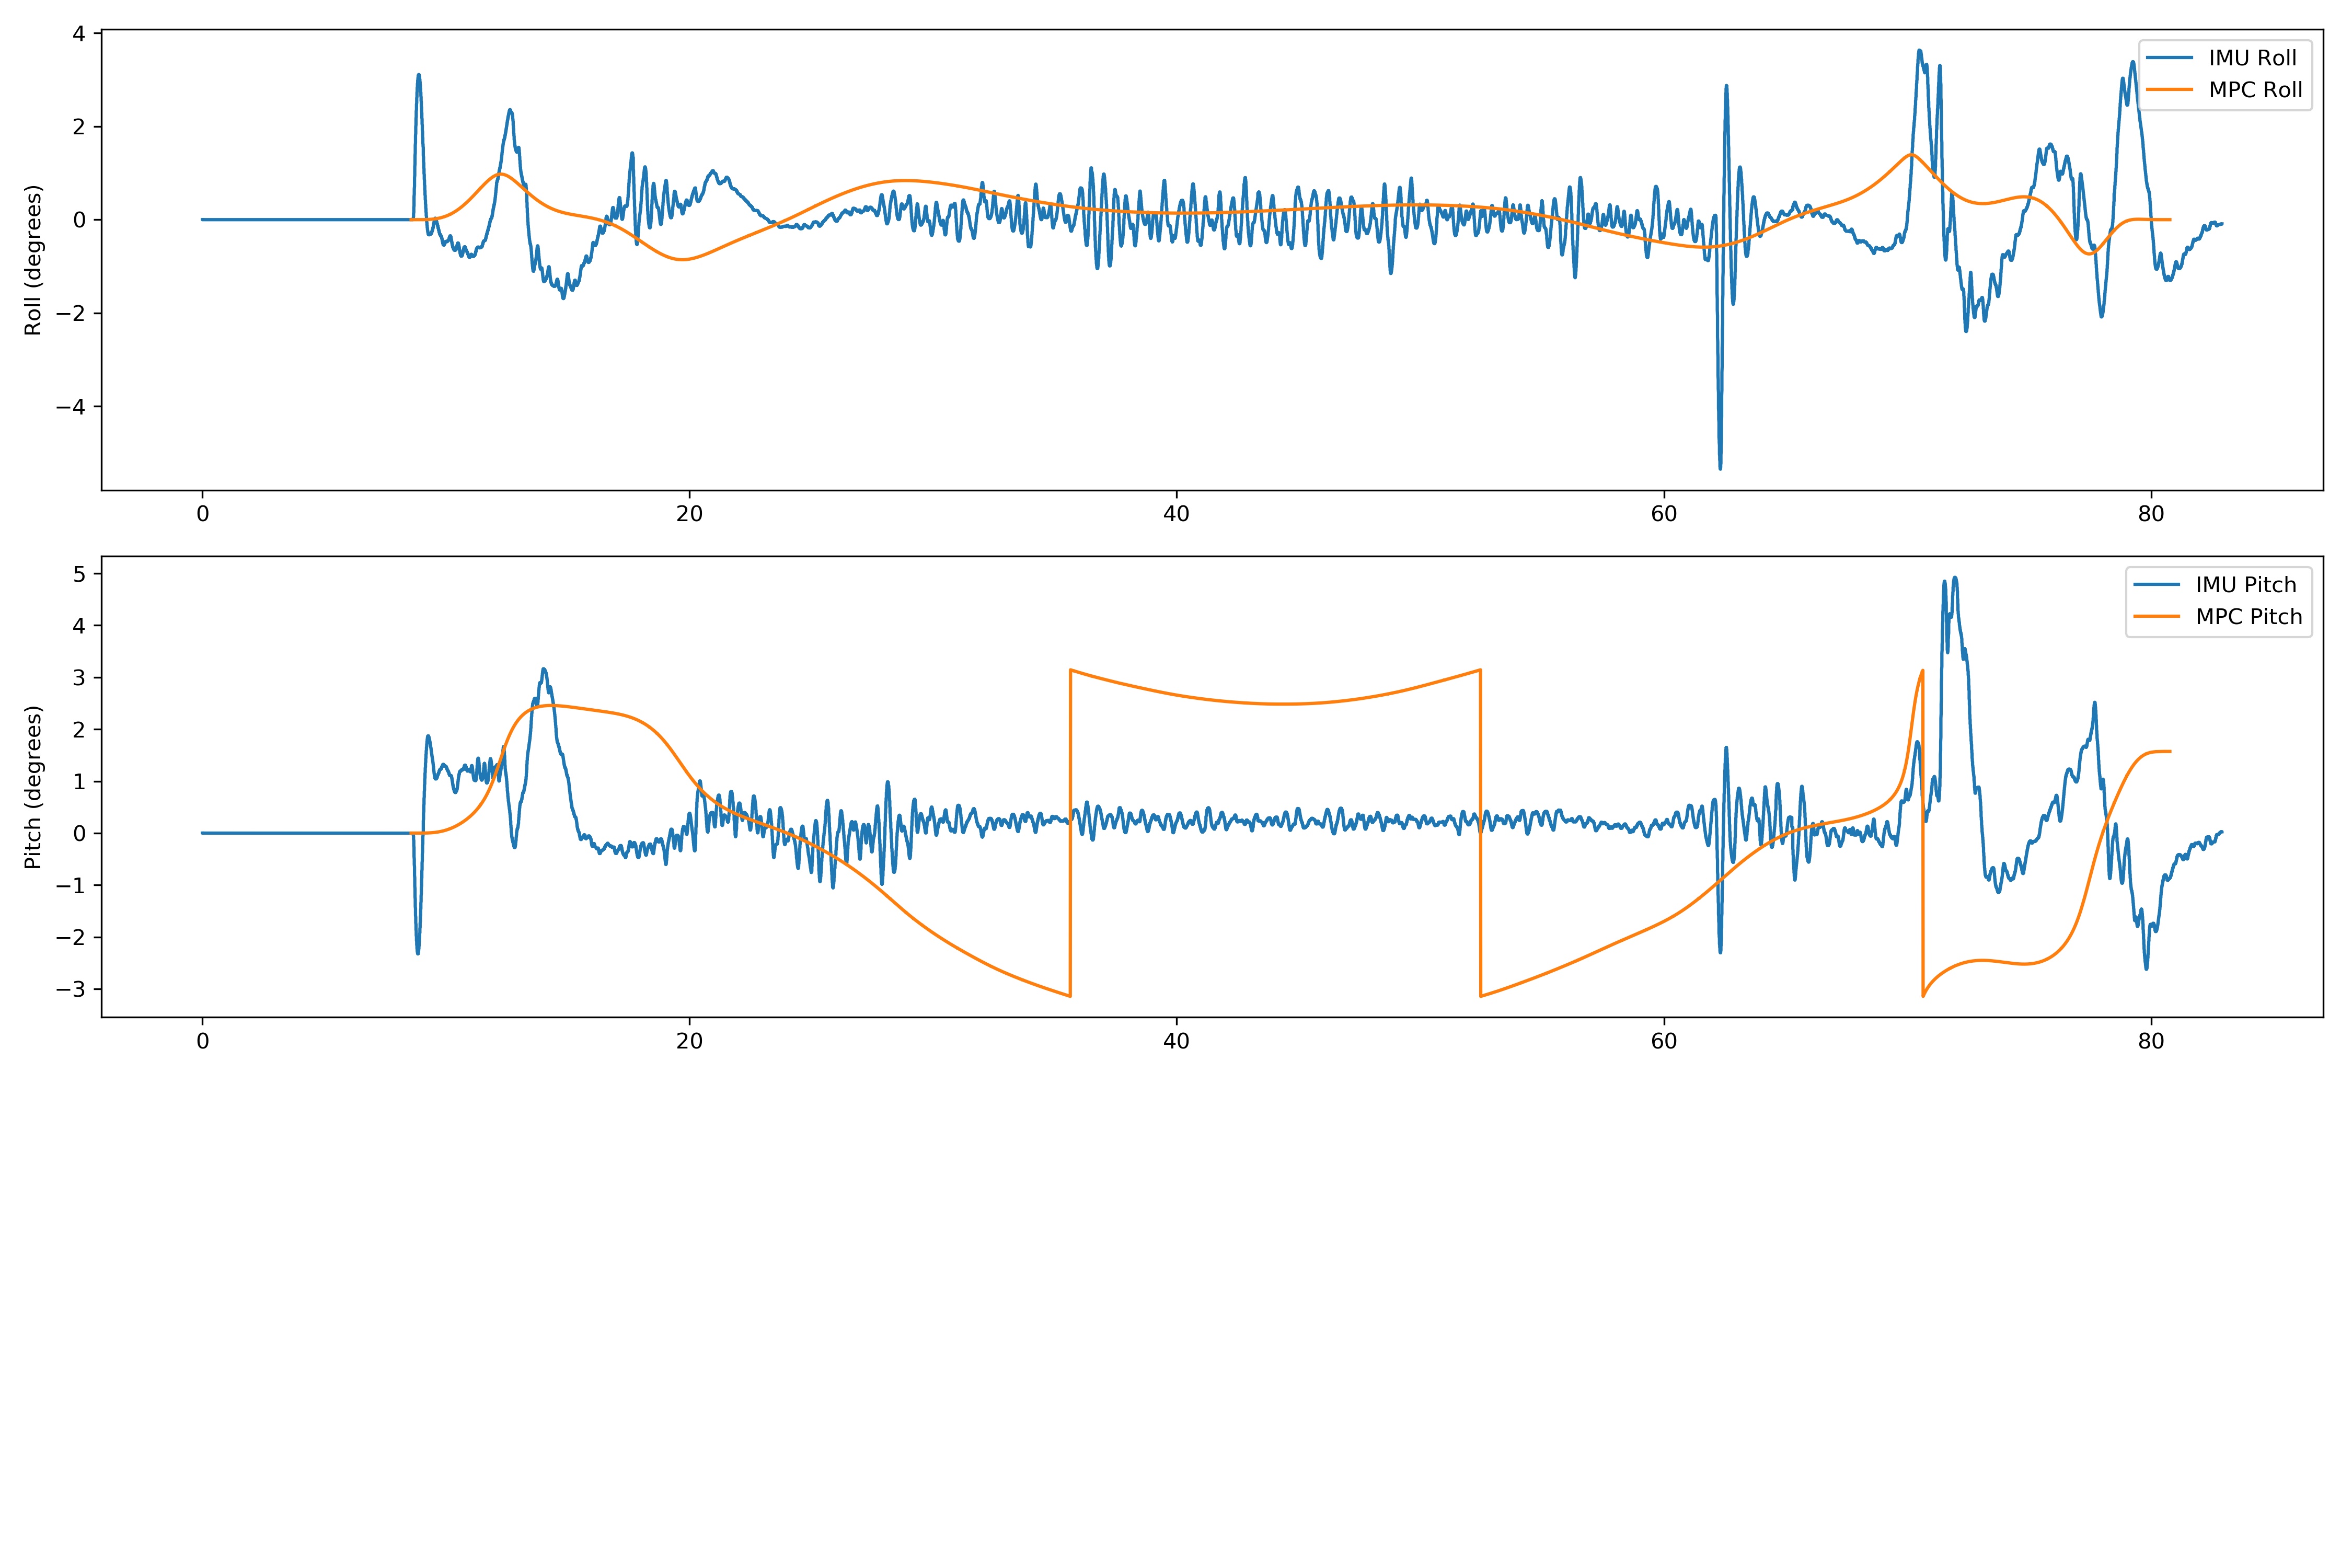 4
2
0
−2
−4
Roll (degrees)
IMU Roll
MPC Roll
0 20 40 60 80
5
4
3
2
1
0
−1
−2
−3
Pitch (degrees)
IMU Pitch
MPC Pitch
0 20 40 60 80